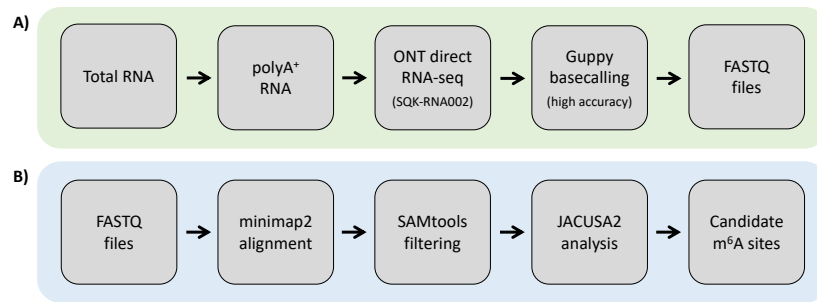 A)
Total RNA
polyA⁺
RNA
ONT direct
RNA-seq
(SQK-RNA002)
Guppy
basecalling
(high accuracy)
FASTQ
files
B)
FASTQ
files
minimap2
alignment
SAMtools
filtering
JACUSA2
analysis
Candidate
m⁶A sites